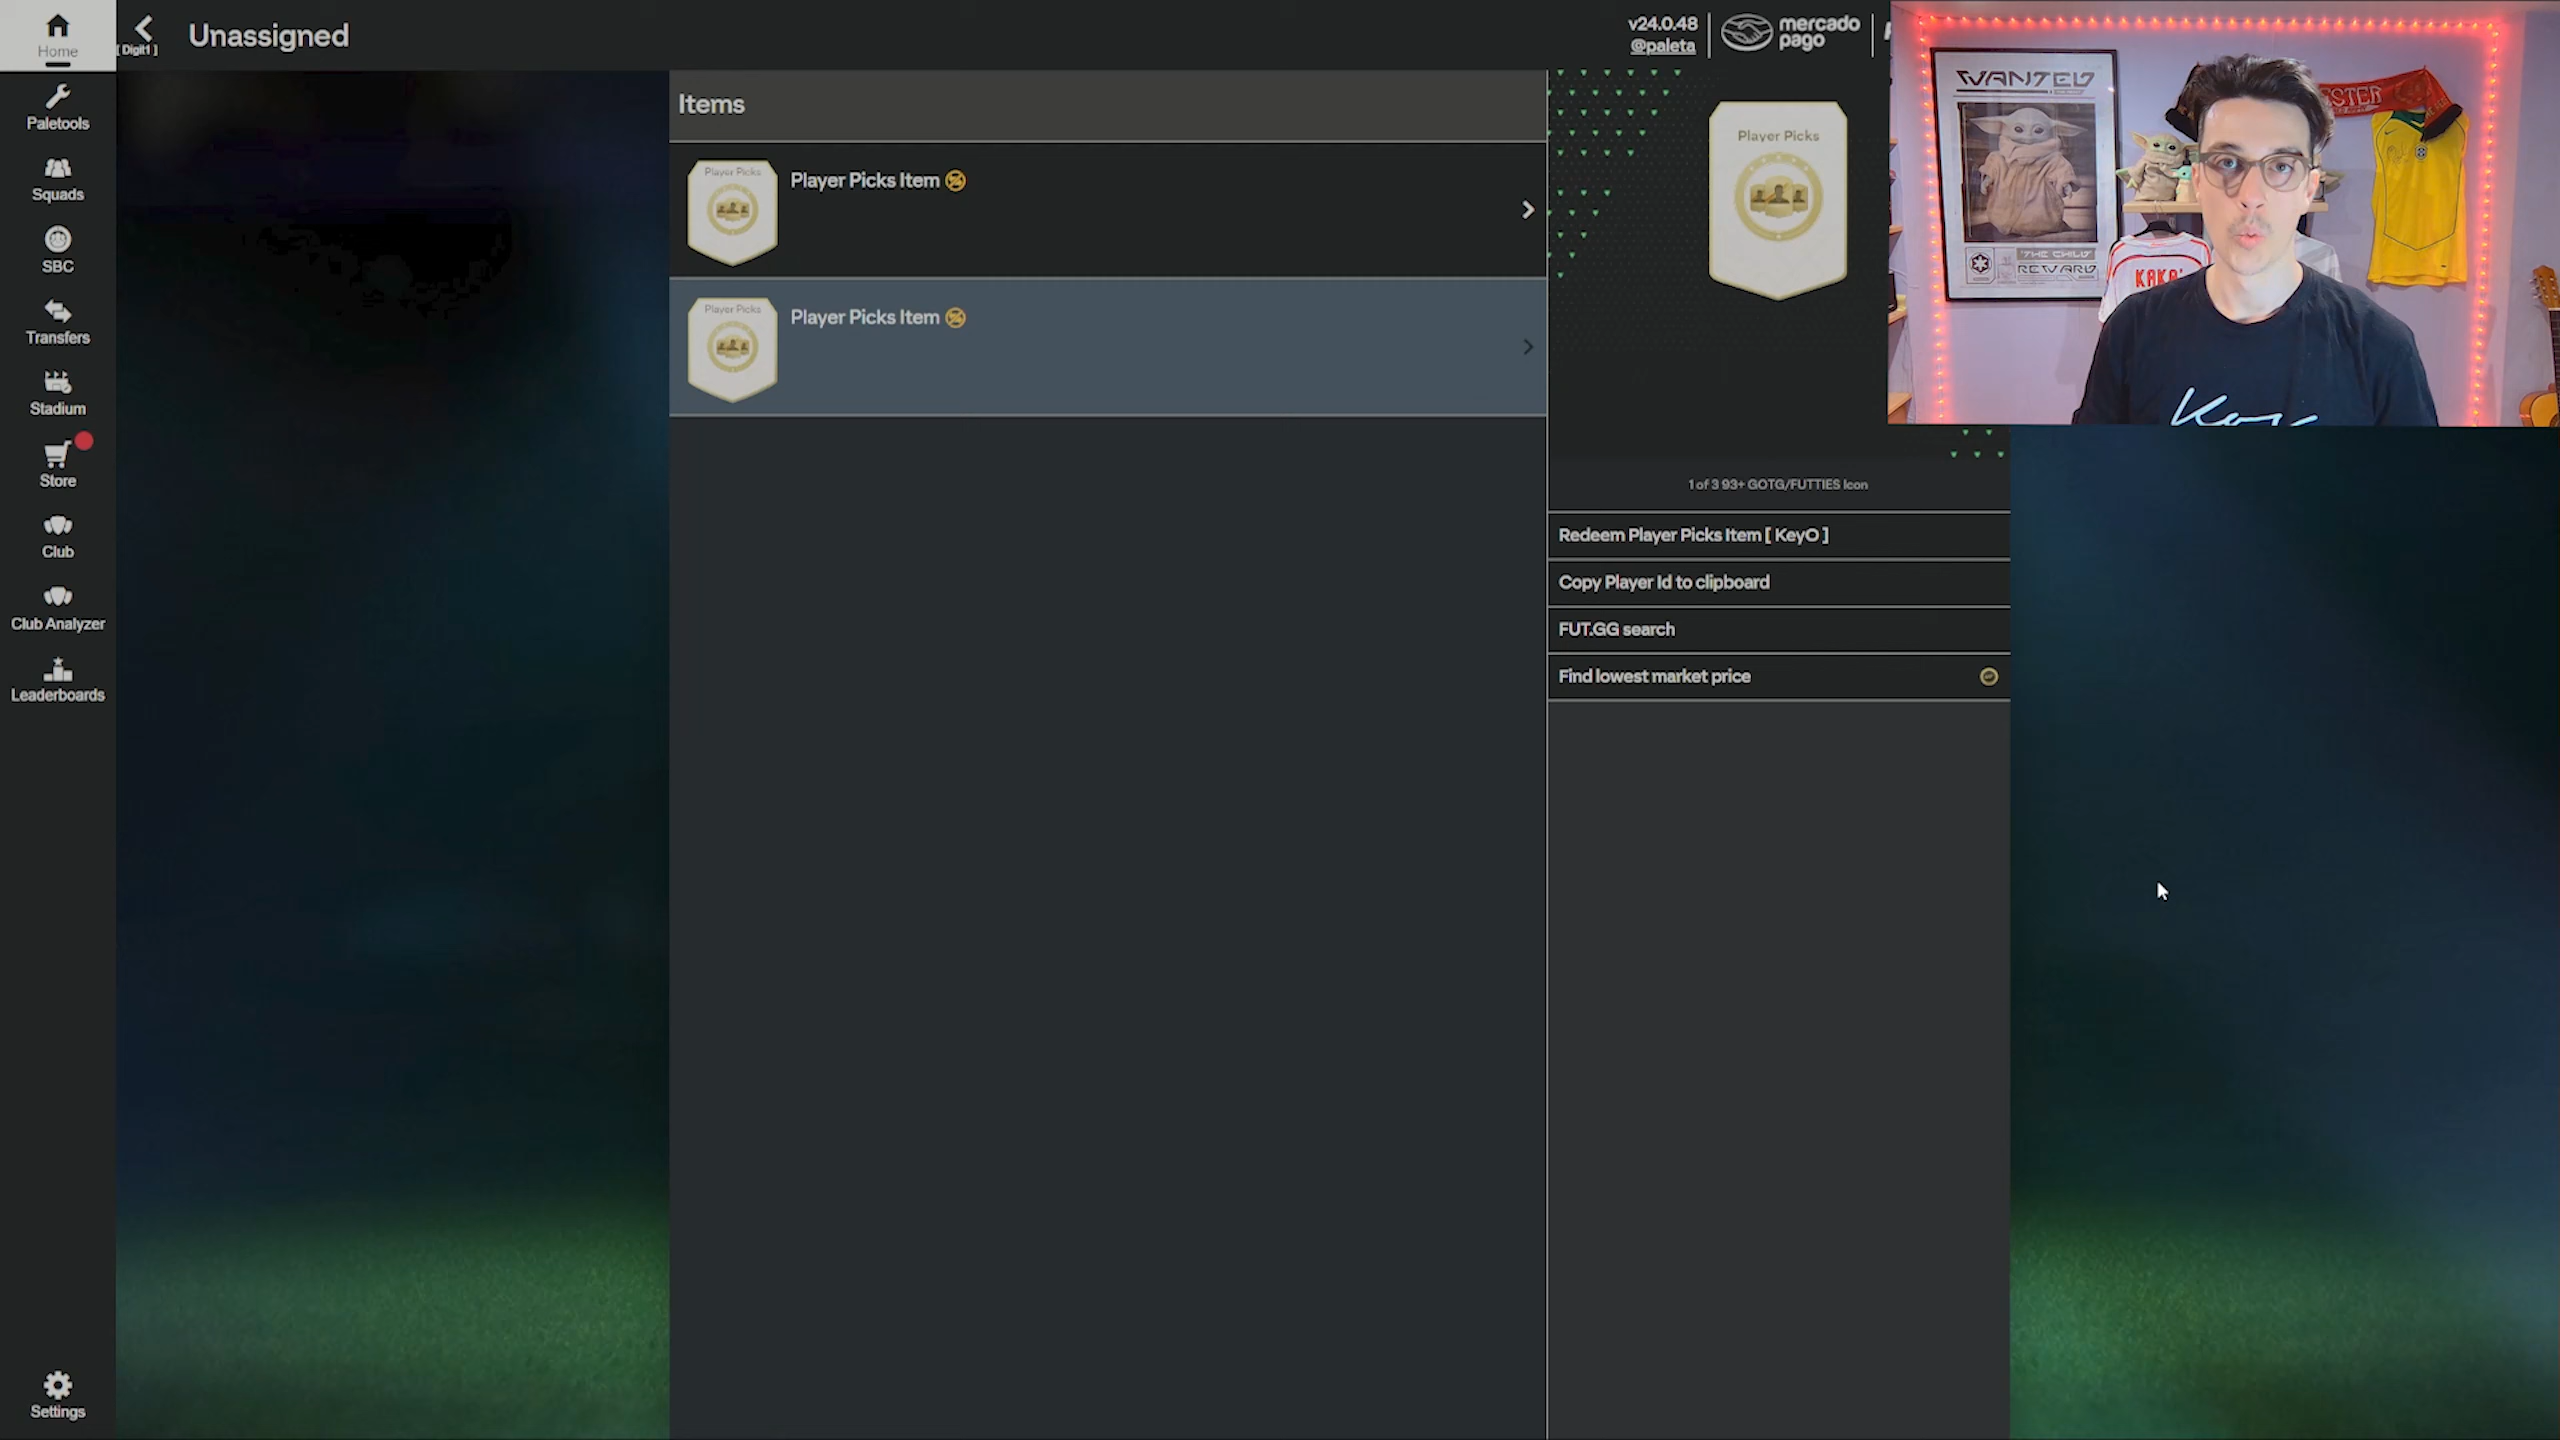 Home
[ Digit1 ]
Unassigned
v24.0.48
@paleta
mercado
pago
Paletools
Squads
SBC
Transfers
Stadium
Store
Club
Club Analyzer
Leaderboards
Settings
Items
Player Picks
Player Picks Item
Player Picks
Player Picks Item
Player Picks
1 of 3 93+ GOTG/FUTTIES Icon
Redeem Player Picks Item [ KeyO ]
Copy Player Id to clipboard
FUT.GG search
Find lowest market price
WANTED
THE CHILD
REWARD
KAKA'